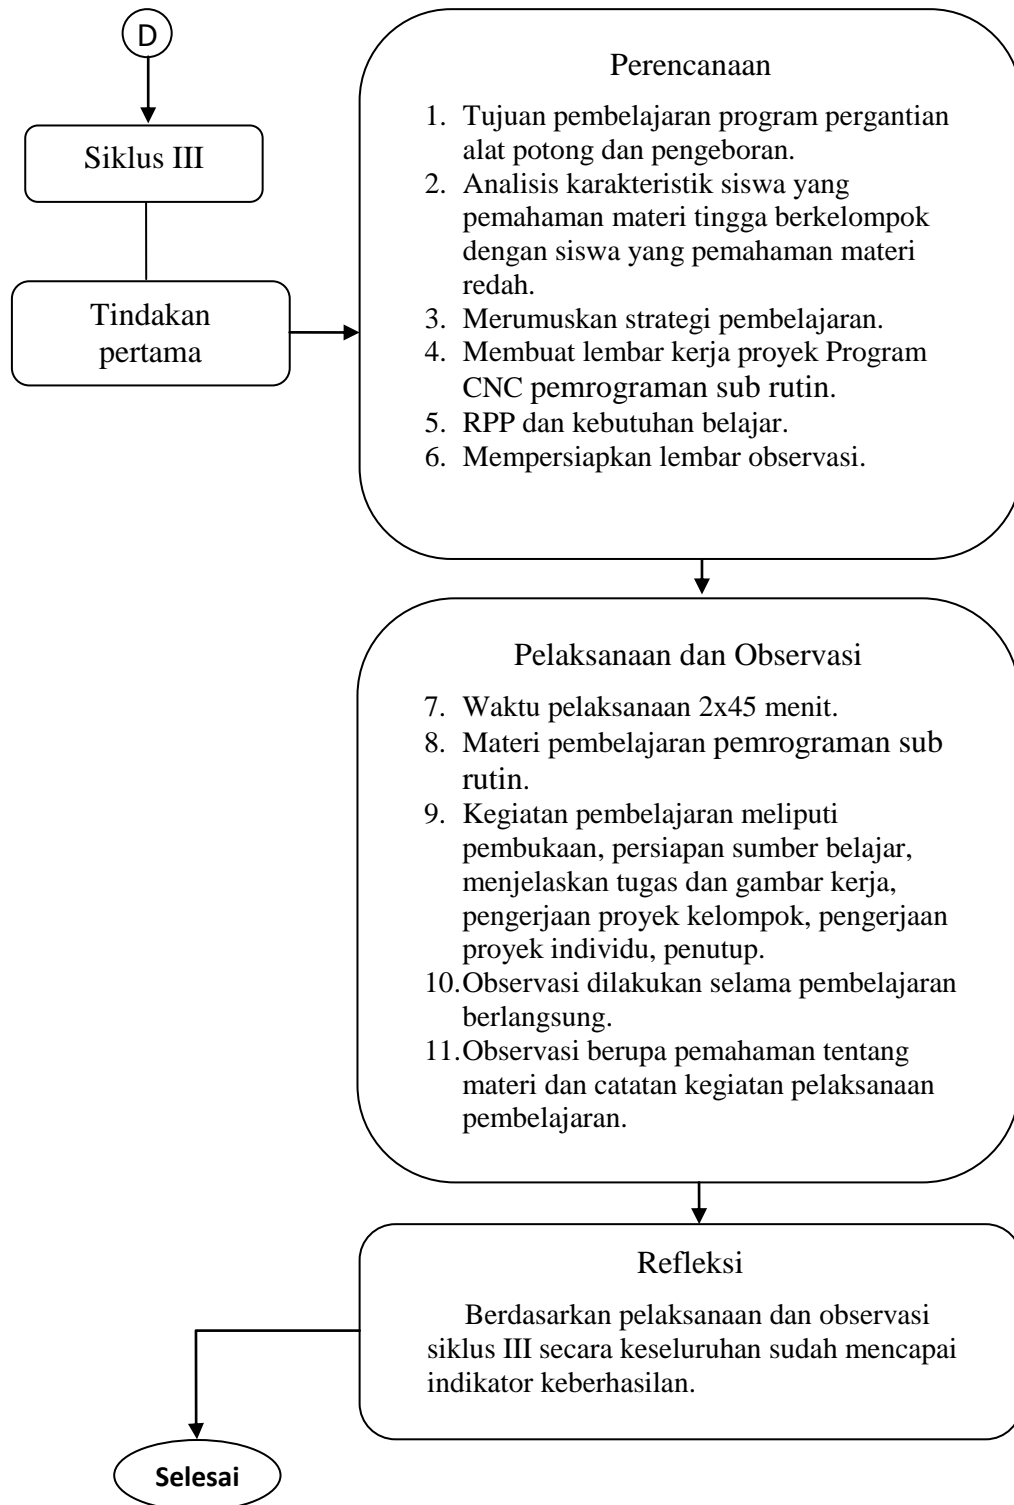 D
Siklus III
Tindakan
pertama
Perencanaan
1. Tujuan pembelajaran program pergantian
alat potong dan pengeboran.
2. Analisis karakteristik siswa yang
pemahaman materi tingga berkelompok
dengan siswa yang pemahaman materi
redah.
3. Merumuskan strategi pembelajaran.
4. Membuat lembar kerja proyek Program
CNC pemrograman sub rutin.
5. RPP dan kebutuhan belajar.
6. Mempersiapkan lembar observasi.
Pelaksanaan dan Observasi
7. Waktu pelaksanaan 2x45 menit.
8. Materi pembelajaran pemrograman sub
rutin.
9. Kegiatan pembelajaran meliputi
pembukaan, persiapan sumber belajar,
menjelaskan tugas dan gambar kerja,
pengerjaan proyek kelompok, pengerjaan
proyek individu, penutup.
10. Observasi dilakukan selama pembelajaran
berlangsung.
11. Observasi berupa pemahaman tentang
materi dan catatan kegiatan pelaksanaan
pembelajaran.
Refleksi
Berdasarkan pelaksanaan dan observasi
siklus III secara keseluruhan sudah mencapai
indikator keberhasilan.
Selesai